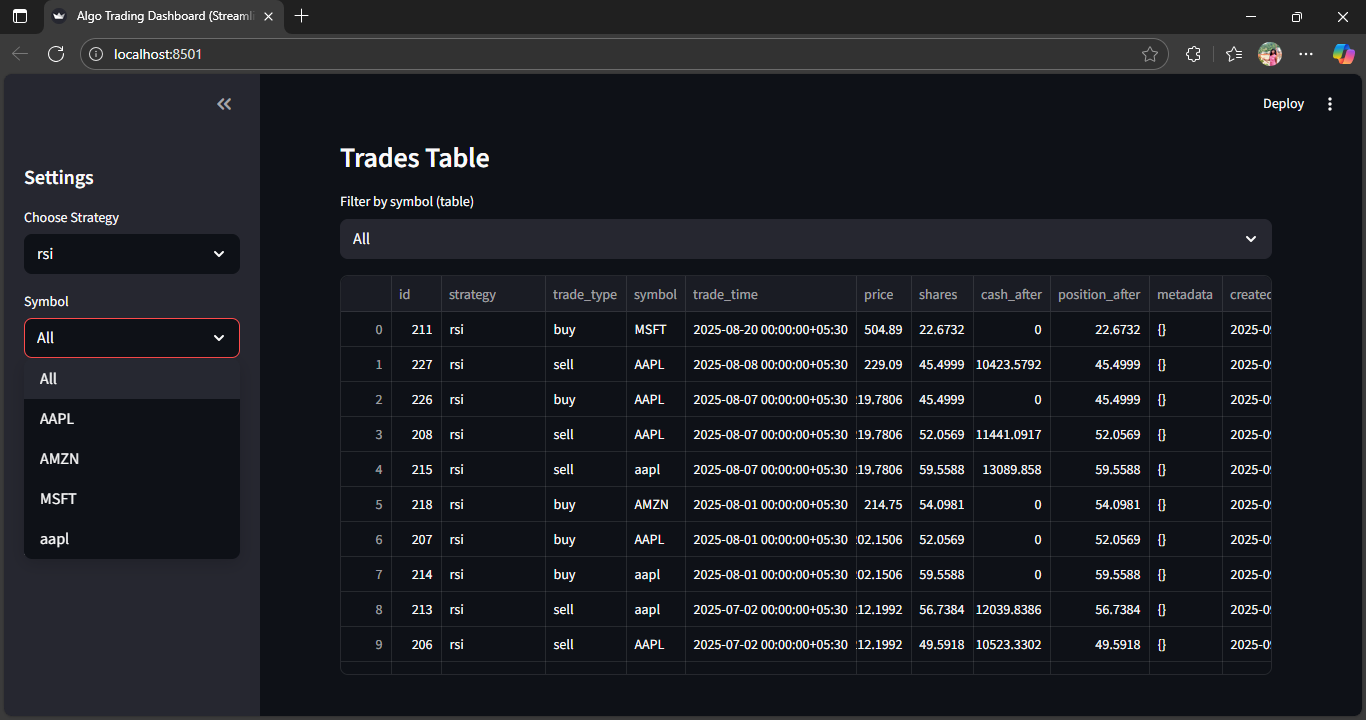 Algo Trading Dashboard (Streamli
localhost:8501
Deploy
Settings
Choose Strategy
rsi
Symbol
All
All
AAPL
AMZN
MSFT
aapl
Trades Table
Filter by symbol (table)
All
id strategy trade_type symbol trade_time price shares cash_after position_after metadata created
0 211 rsi buy MSFT 2025-08-20 00:00:00+05:30 504.89 22.6732 0 22.6732 {} 2025-0
1 227 rsi sell AAPL 2025-08-08 00:00:00+05:30 229.09 45.4999 10423.5792 45.4999 {} 2025-0
2 226 rsi buy AAPL 2025-08-07 00:00:00+05:30 19.7806 45.4999 0 45.4999 {} 2025-0
3 208 rsi sell AAPL 2025-08-07 00:00:00+05:30 19.7806 52.0569 11441.0917 52.0569 {} 2025-0
4 215 rsi sell aapl 2025-08-07 00:00:00+05:30 19.7806 59.5588 13089.858 59.5588 {} 2025-0
5 218 rsi buy AMZN 2025-08-01 00:00:00+05:30 214.75 54.0981 0 54.0981 {} 2025-0
6 207 rsi buy AAPL 2025-08-01 00:00:00+05:30 02.1506 52.0569 0 52.0569 {} 2025-0
7 214 rsi buy aapl 2025-08-01 00:00:00+05:30 02.1506 59.5588 0 59.5588 {} 2025-0
8 213 rsi sell aapl 2025-07-02 00:00:00+05:30 12.1992 56.7384 12039.8386 56.7384 {} 2025-0
9 206 rsi sell AAPL 2025-07-02 00:00:00+05:30 12.1992 49.5918 10523.3302 49.5918 {} 2025-0